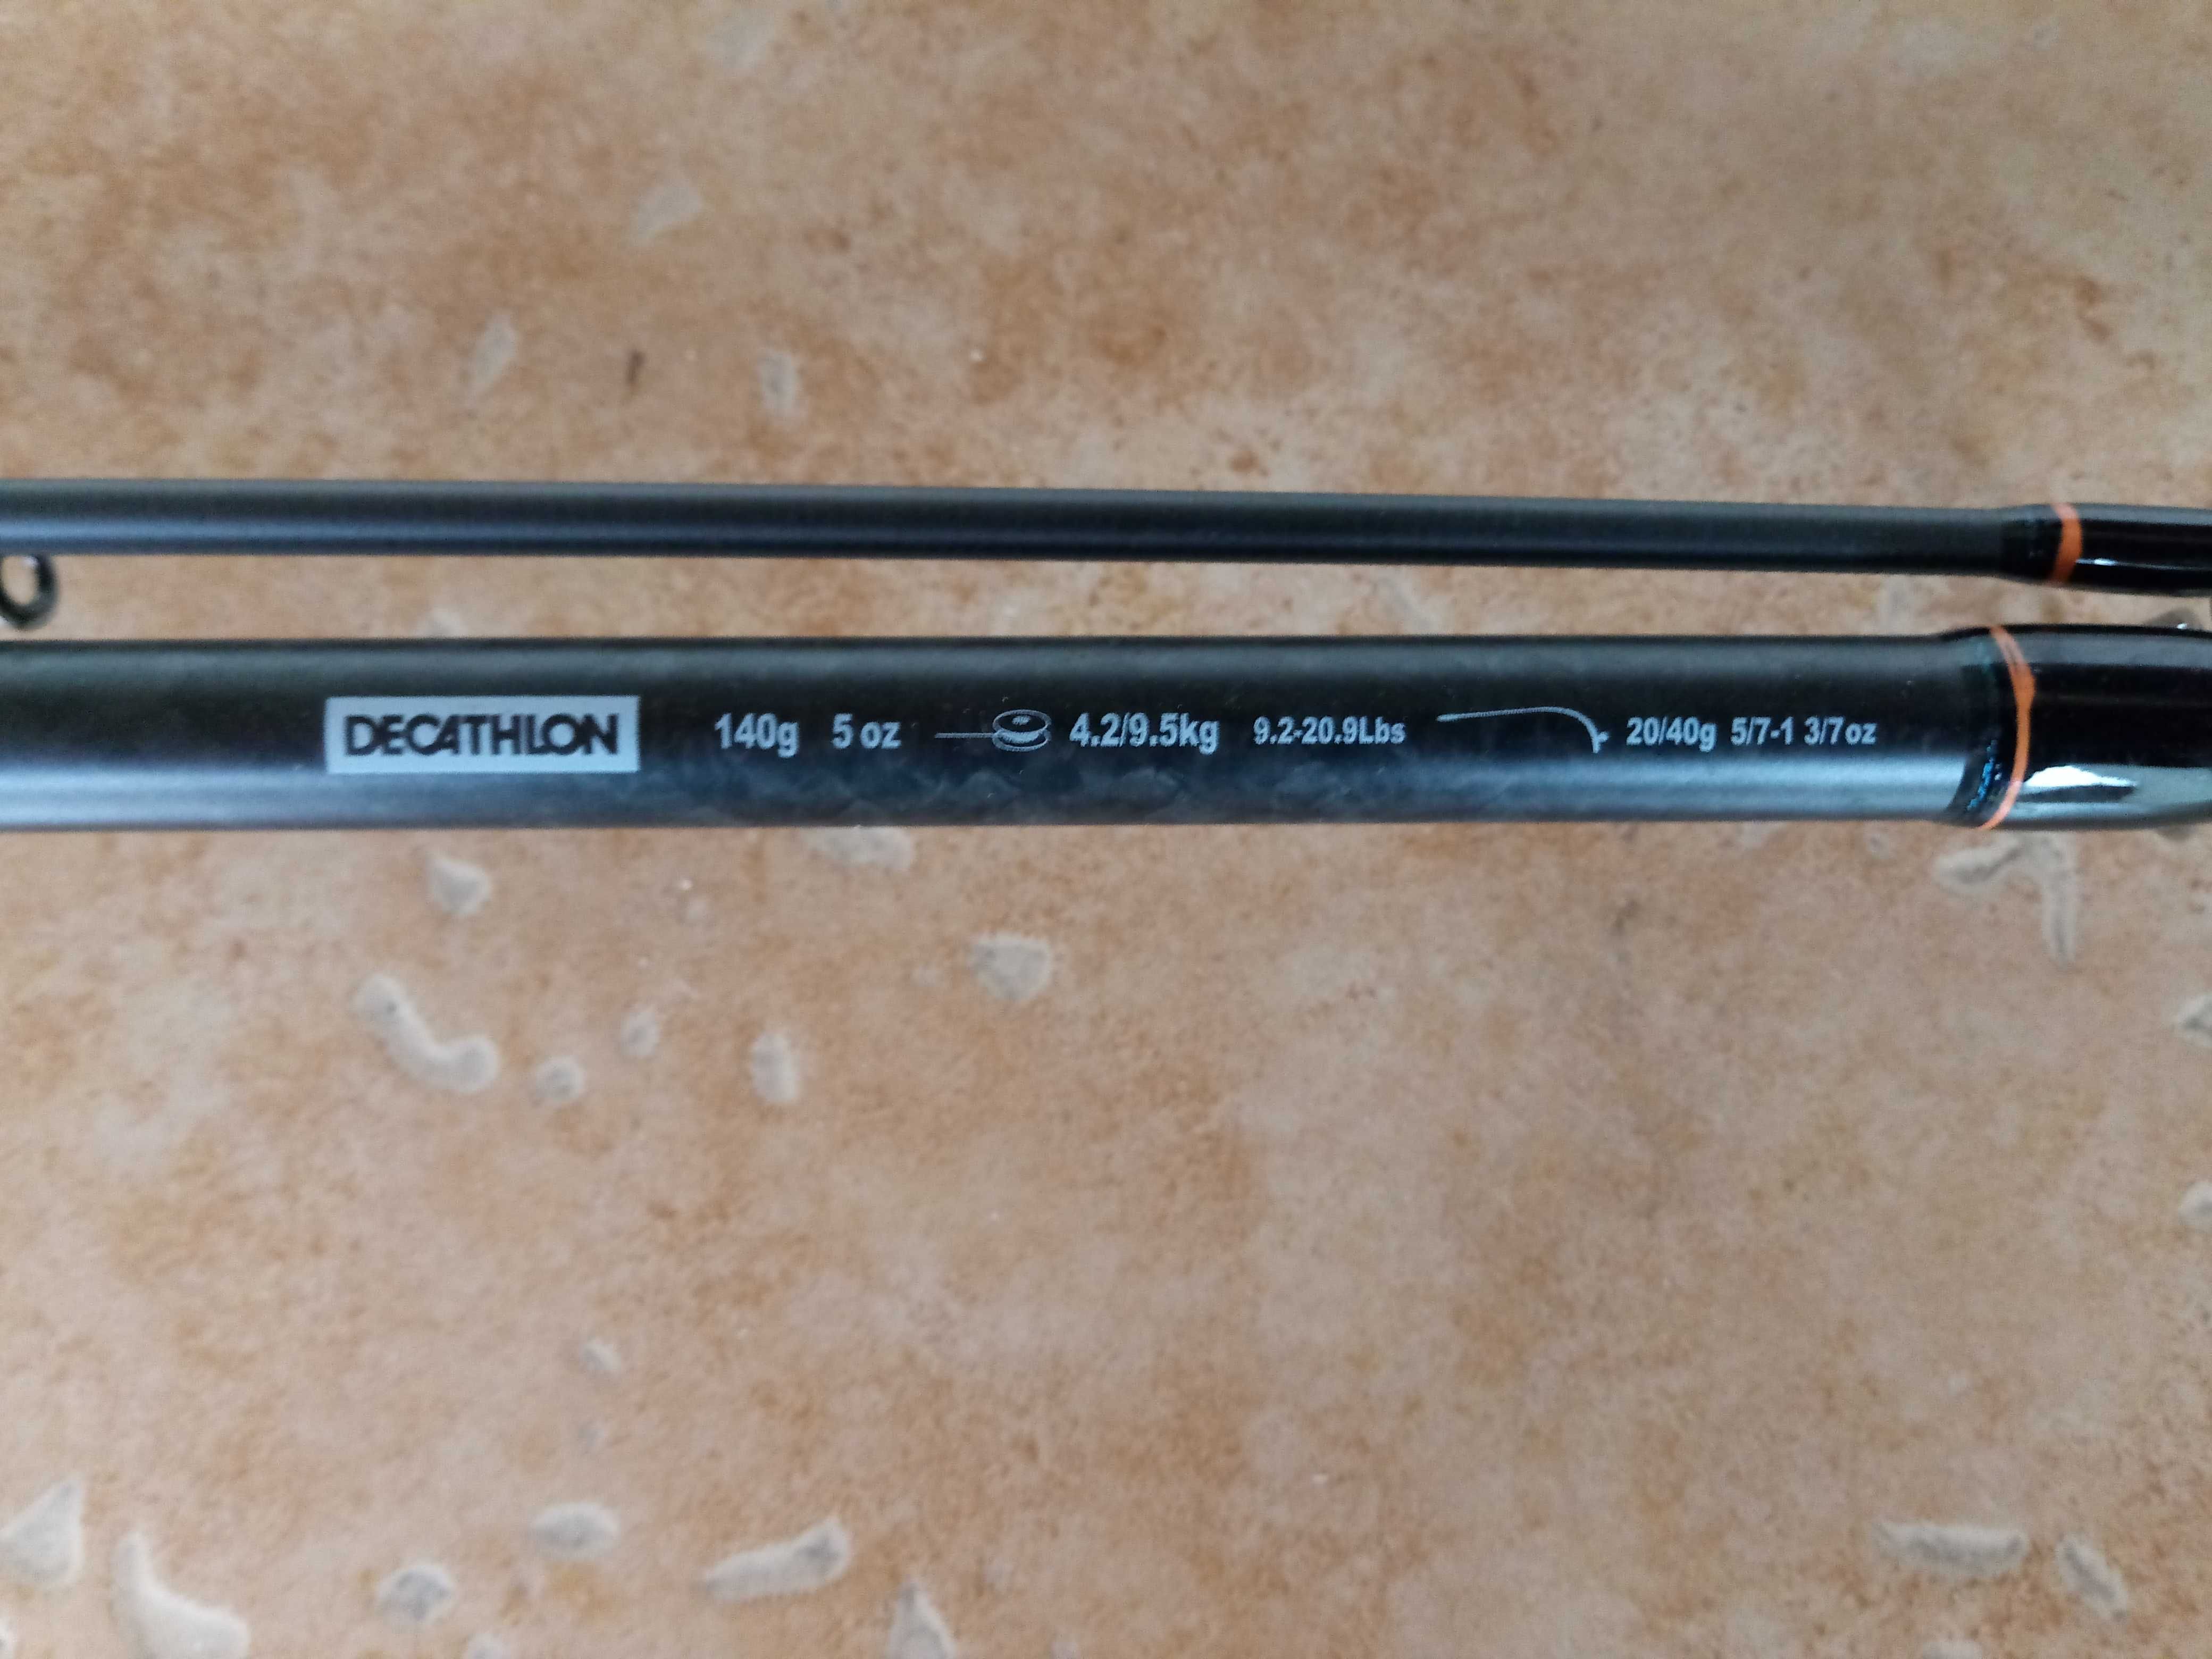 DECATHLON 140g 5 oz 4.2/9.5kg 9.2-20.9Lbs 20/40g 5/7-1 3/7oz